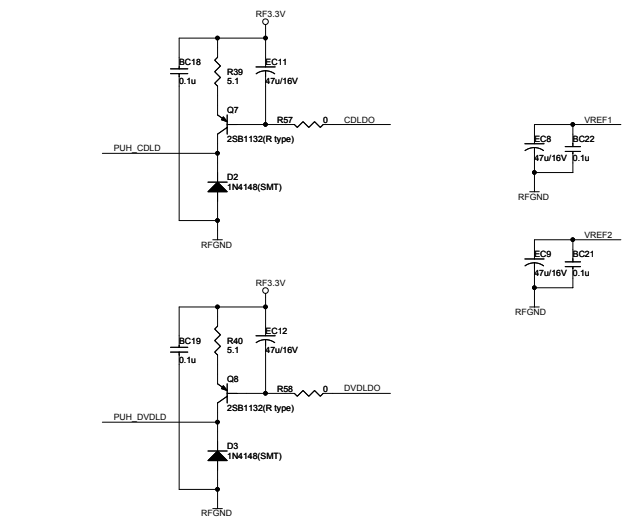 RF3.3V
BC18
0.1u
R39
5.1
EC11
47u/16V
Q7
2SB1132(R type)
R57
0
CDLDO
PUH_CDLD
D2
1N4148(SMT)
RFGND
VREF1
EC8
47u/16V
BC22
0.1u
RFGND
VREF2
EC9
47u/16V
BC21
0.1u
RFGND
RF3.3V
BC19
0.1u
R40
5.1
EC12
47u/16V
Q8
2SB1132(R type)
R58
0
DVDLDO
PUH_DVDLD
D3
1N4148(SMT)
RFGND